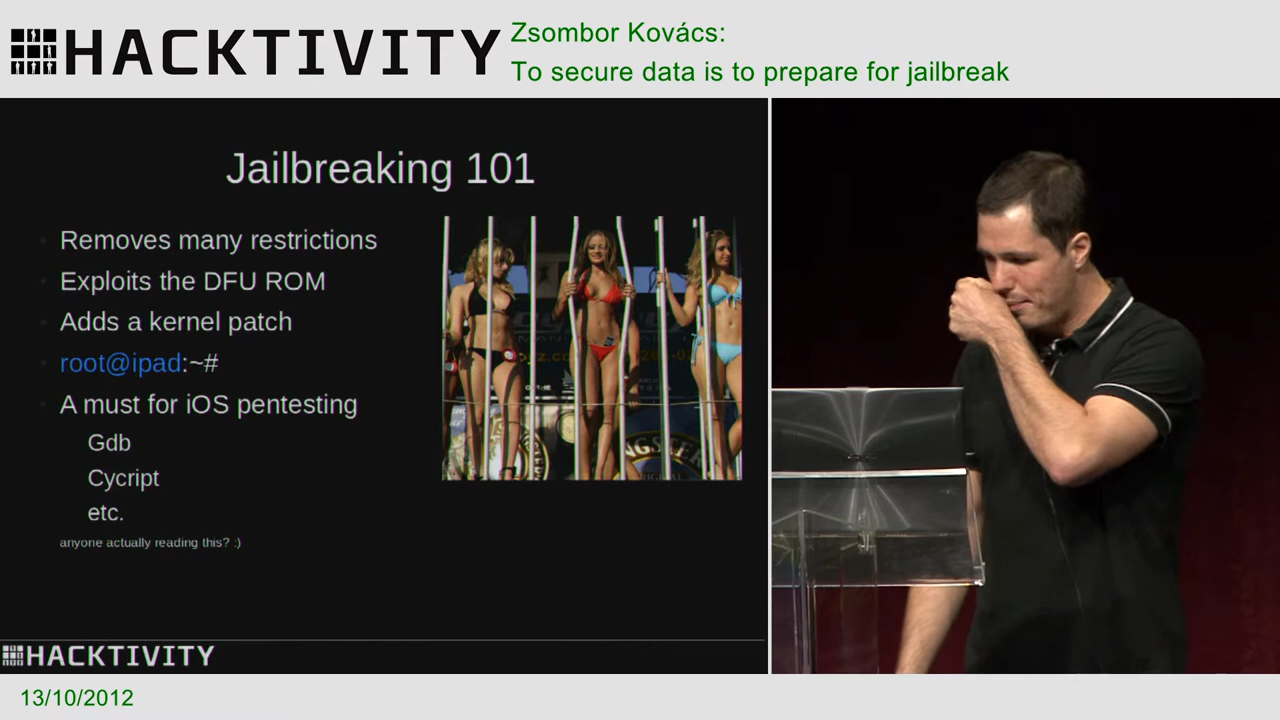 HACKTIVITY
Zsombor Kovács:
To secure data is to prepare for jailbreak
Jailbreaking 101
Removes many restrictions
Exploits the DFU ROM
Adds a kernel patch
root@ipad:~#
A must for iOS pentesting
Gdb
Cycript
etc.
anyone actually reading this? :)
HACKTIVITY
13/10/2012